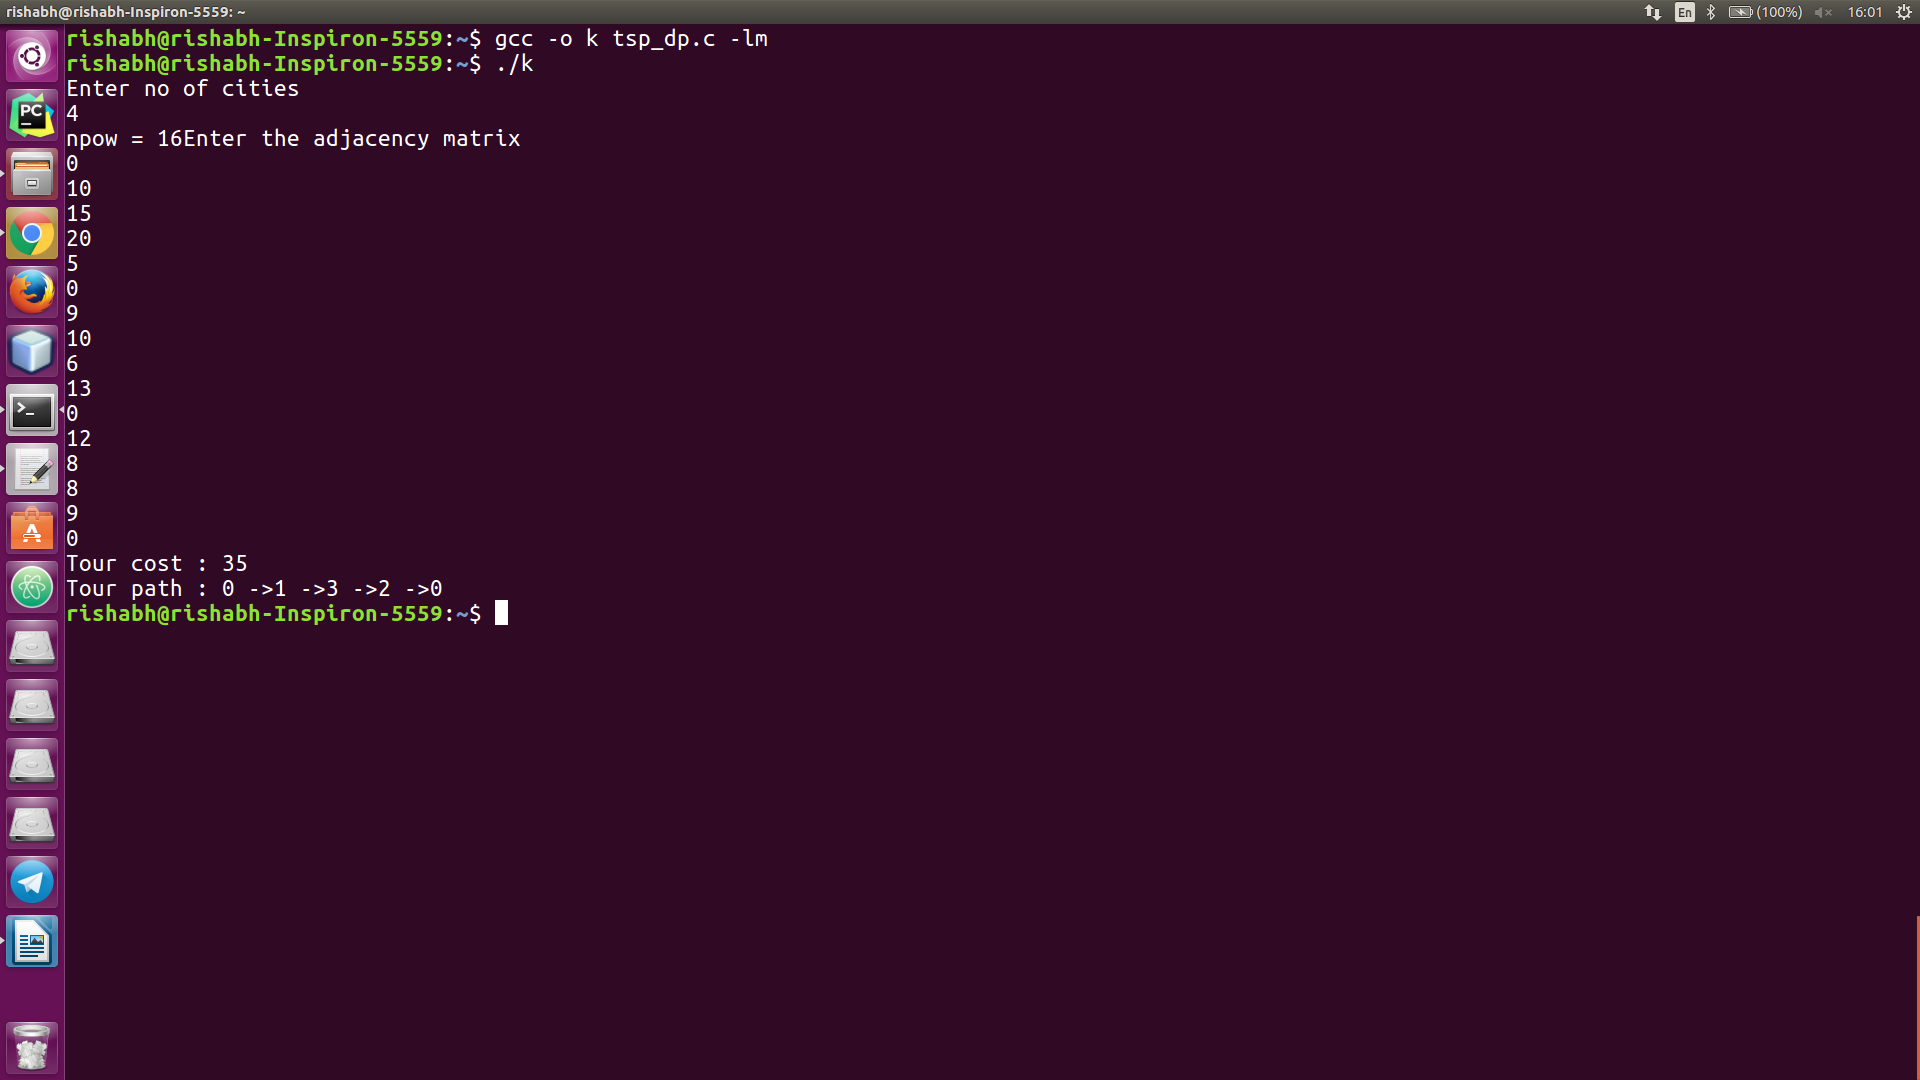 rishabh@rishabh-Inspiron-5559: ~
En
(100%)
16:01
rishabh@rishabh-Inspiron-5559:~$ gcc -o k tsp_dp.c -lm
rishabh@rishabh-Inspiron-5559:~$ ./k
Enter no of cities
4
npow = 16Enter the adjacency matrix
0
10
15
20
5
0
9
10
6
13
0
12
8
8
9
0
Tour cost : 35
Tour path : 0 ->1 ->3 ->2 ->0
rishabh@rishabh-Inspiron-5559:~$
PC